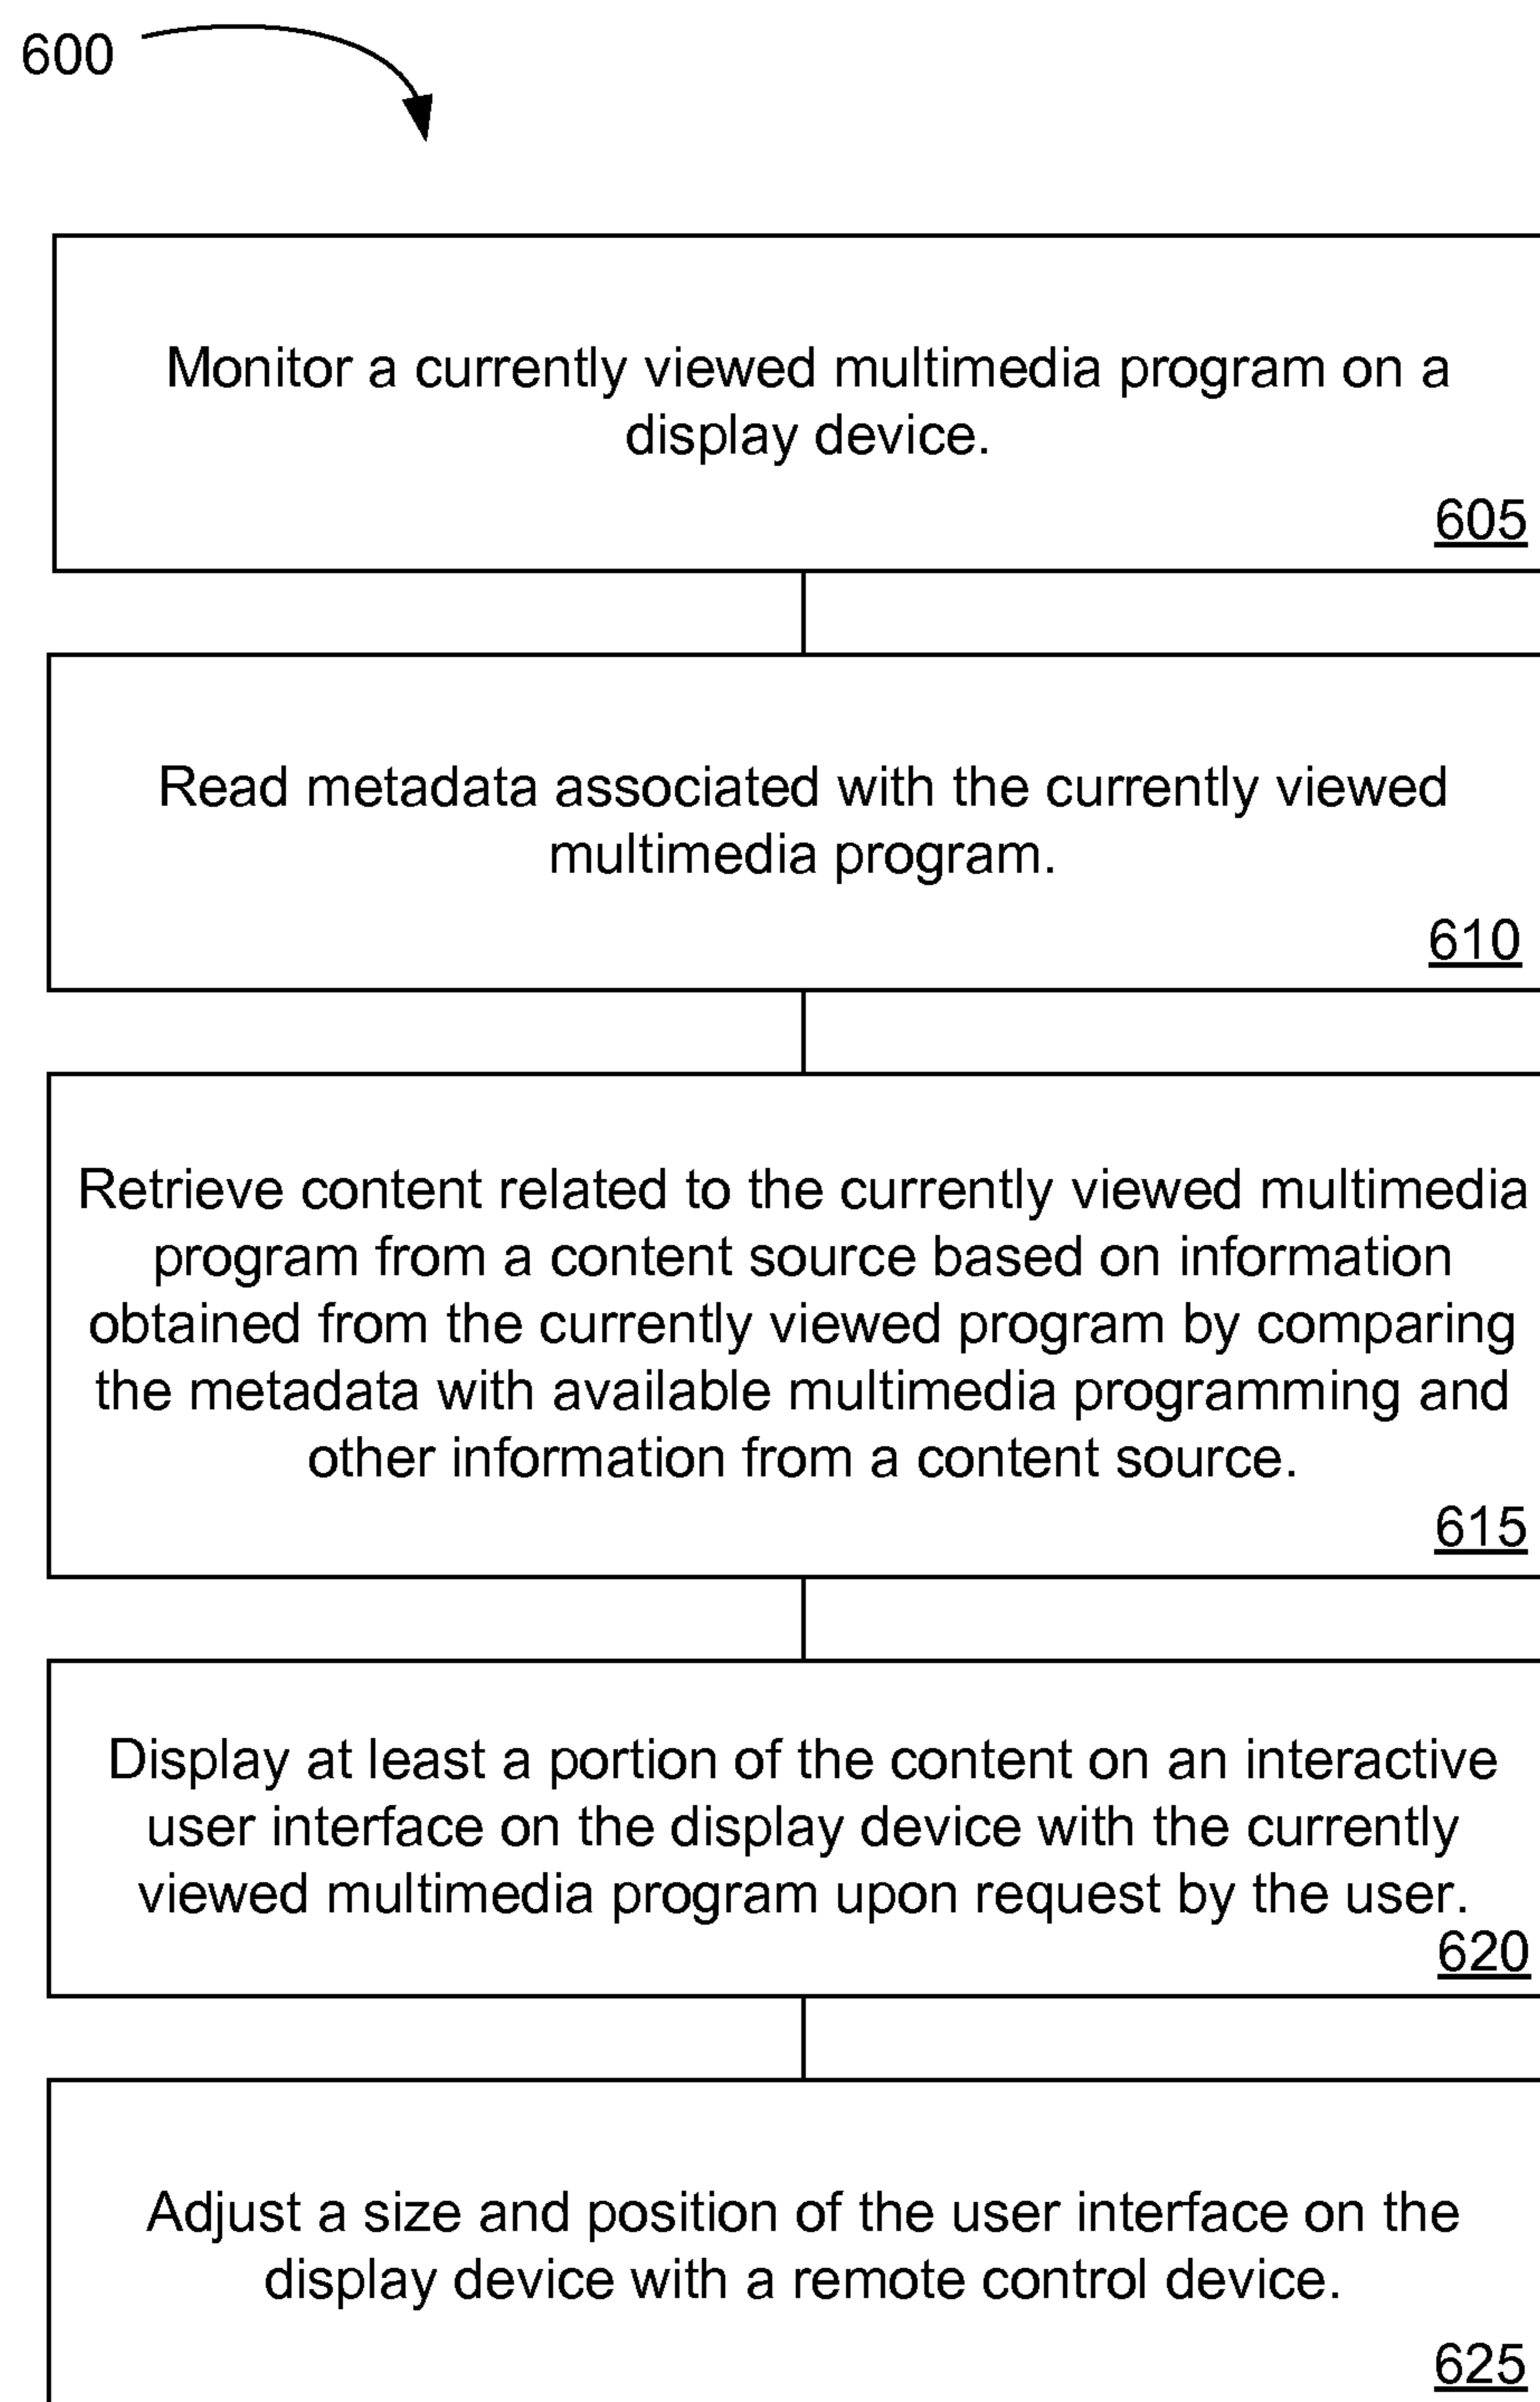 600
Monitor a currently viewed multimedia program on a
display device.
605
Read metadata associated with the currently viewed
multimedia program.
610
Retrieve content related to the currently viewed multimedia
program from a content source based on information
obtained from the currently viewed program by comparing
the metadata with available multimedia programming and
other information from a content source.
615
Display at least a portion of the content on an interactive
user interface on the display device with the currently
viewed multimedia program upon request by the user.
620
Adjust a size and position of the user interface on the
display device with a remote control device.
625